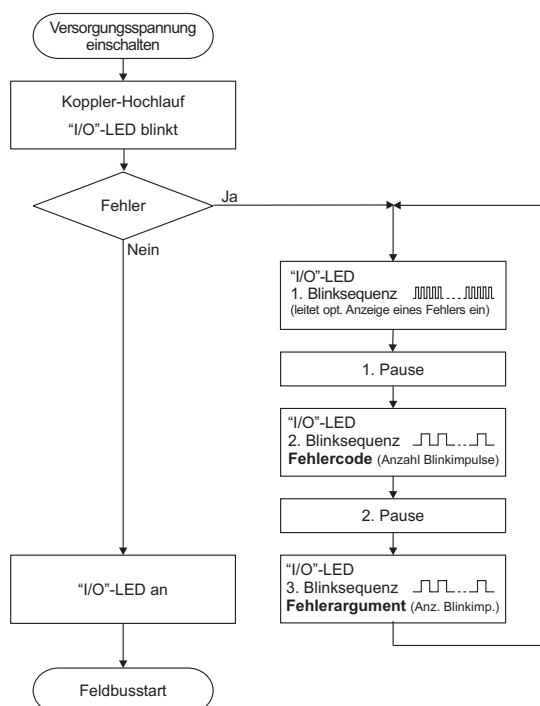 Versorgungsspannung
einschalten
Koppler-Hochlauf
“I/O”-LED blinkt
Fehler
Ja
Nein
“I/O”-LED
1. Blinksequenz
(leitet opt. Anzeige eines Fehlers ein)
1. Pause
“I/O”-LED
2. Blinksequenz
Fehlercode (Anzahl Blinkimpulse)
2. Pause
“I/O”-LED
3. Blinksequenz
Fehlerargument (Anz. Blinkimp.)
“I/O”-LED an
Feldbusstart